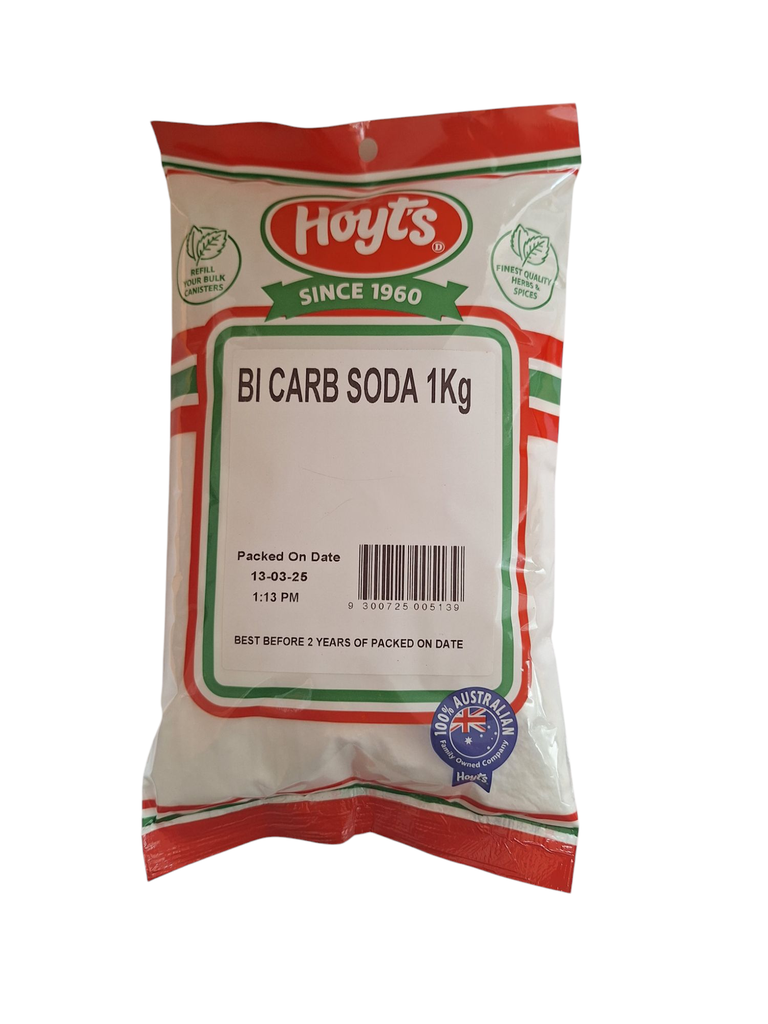 Hoyt's D
SINCE 1960
REFILL
YOUR BULK
CANISTERS
FINEST QUALITY
HERBS &
SPICES
BI CARB SODA 1Kg
Packed On Date
13-03-25
1:13 PM
9 300725 005139
BEST BEFORE 2 YEARS OF PACKED ON DATE
100% AUSTRALIAN
Family Owned Company
Hoyt's